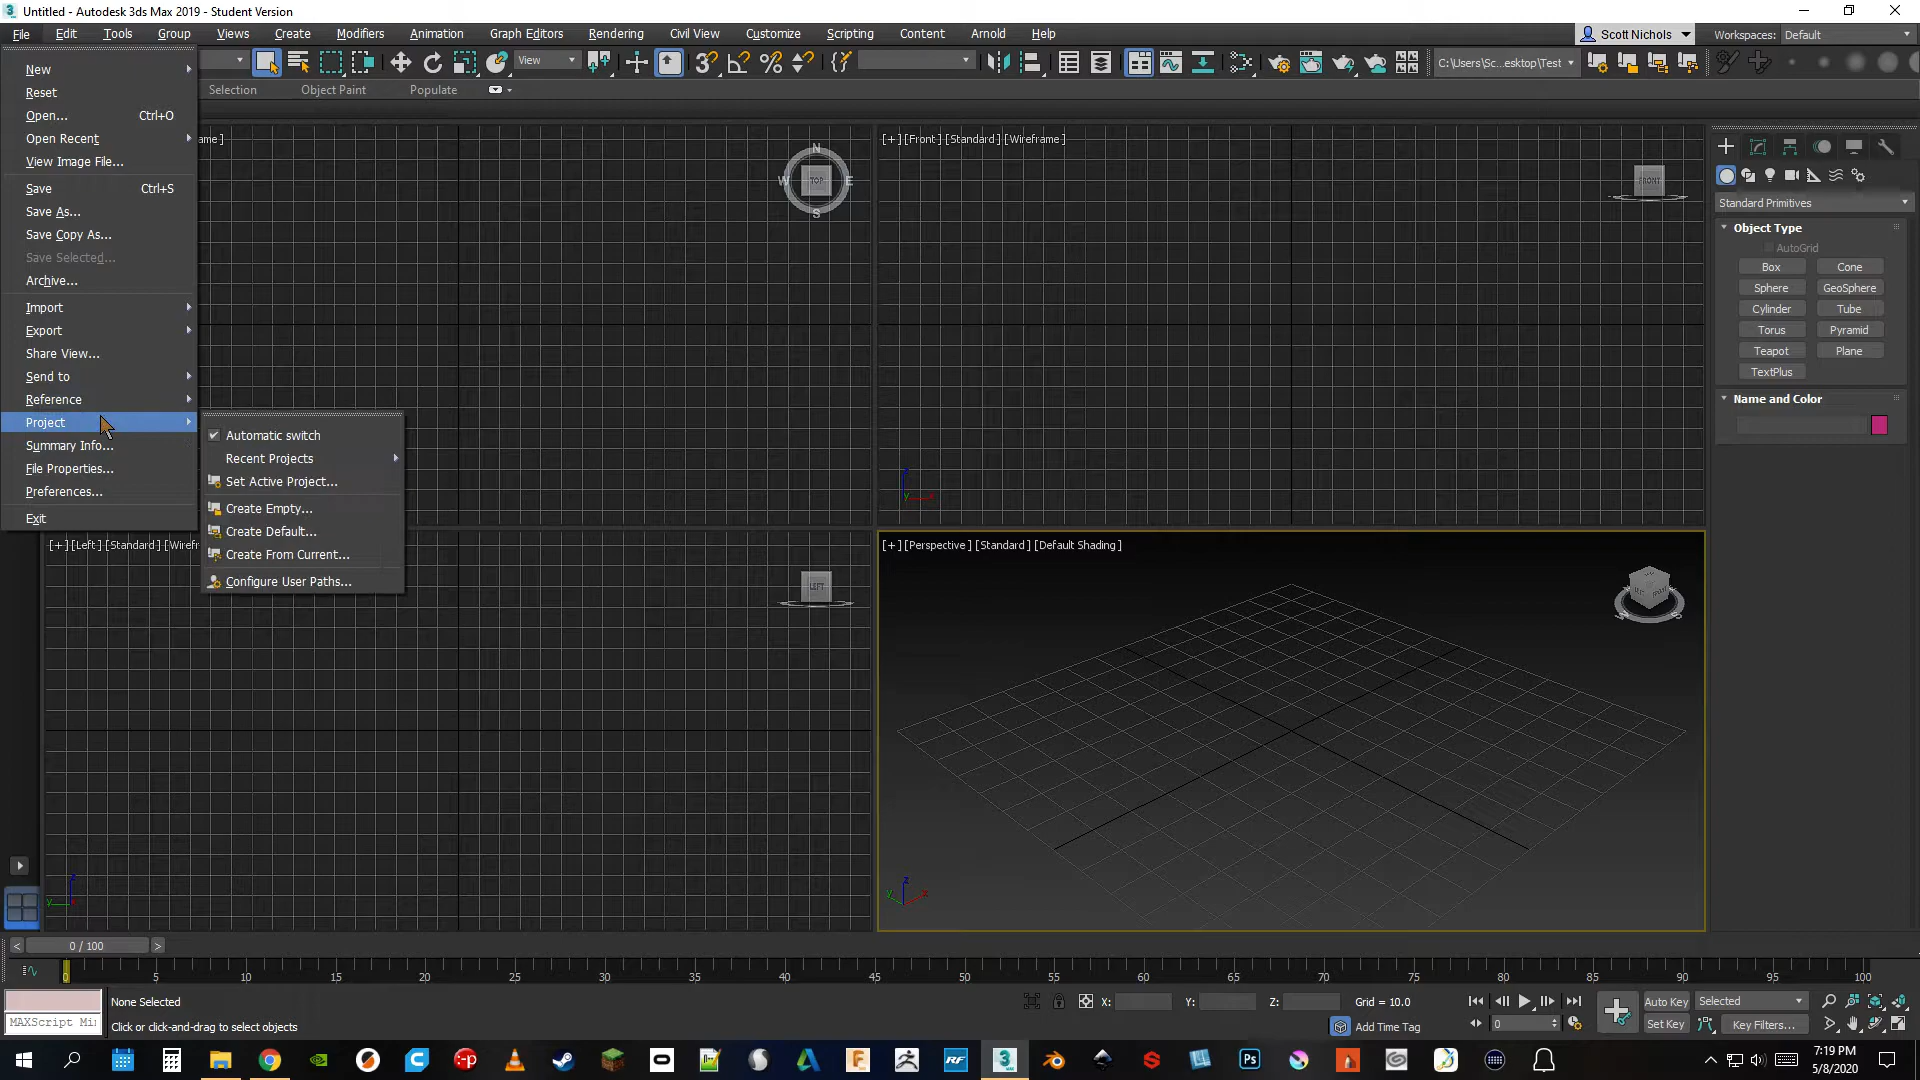 Untitled - Autodesk 3ds Max 2019 - Student Version
File Edit Tools Group Views Create Modifiers Animation Graph Editors Rendering Civil View Customize Scripting Content Arnold Help
Scott Nichols
Workspaces: Default
View
C:\Users\Sc...esktop\Test
Selection Object Paint Populate
New
Reset
Open... Ctrl+O
Open Recent
View Image File...
Save Ctrl+S
Save As...
Save Copy As...
Save Selected...
Archive...
Import
Export
Share View...
Send to
Reference
Project
Summary Info...
File Properties...
Preferences...
Exit
Automatic switch
Recent Projects
Set Active Project...
Create Empty...
Create Default...
Create From Current...
Configure User Paths...
ame ]
N
W TOP E
S
[+] [Front] [Standard] [Wireframe]
FRONT
z
y x
[+] [Left] [Standard] [Wirefr
LEFT
z
y
[+] [Perspective] [Standard] [Default Shading]
z
y x
Standard Primitives
Object Type
AutoGrid
Box Cone
Sphere GeoSphere
Cylinder Tube
Torus Pyramid
Teapot Plane
TextPlus
Name and Color
< 0 / 100 >
0 5 10 15 20 25 30 35 40 45 50 55 60 65 70 75 80 85 90 95 100
None Selected
MAXScript Mi
Click or click-and-drag to select objects
X: Y: Z: Grid = 10.0
Add Time Tag
0
Auto Key Selected
Set Key Key Filters...
7:19 PM
5/8/2020